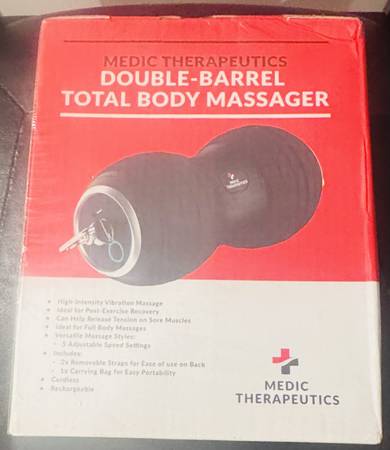 MEDIC THERAPEUTICS
DOUBLE-BARREL
TOTAL BODY MASSAGER
MEDIC
THERAPEUTICS
High-Intensity Vibration Massage
Ideal for Post-Exercise Recovery
Can Help Release Tension on Sore Muscles
Ideal for Full Body Massages
Versatile Massage Styles:
- 5 Adjustable Speed Settings
Includes:
- 2x Removable Straps for Ease of use on Back
- 1x Carrying Bag for Easy Portability
Cordless
Rechargeable
MEDIC
THERAPEUTICS